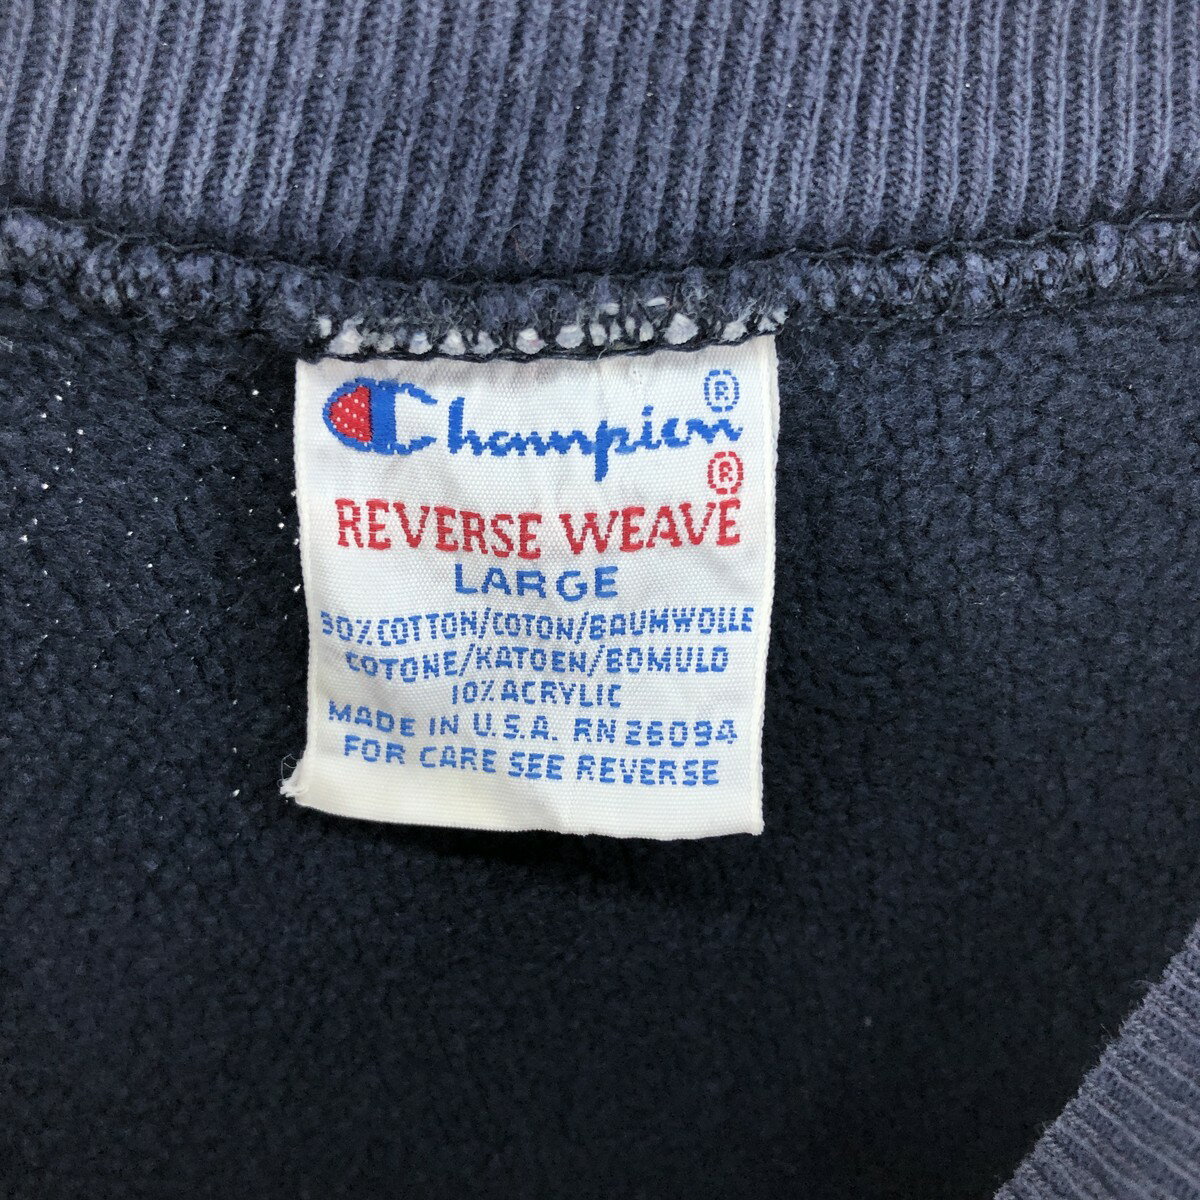 Champion®
REVERSE WEAVE®
LARGE
90% COTTON/COTON/BAUMWOLLE
COTONE/KATOEN/BOMULD
10% ACRYLIC
MADE IN U.S.A. RN 26094
FOR CARE SEE REVERSE